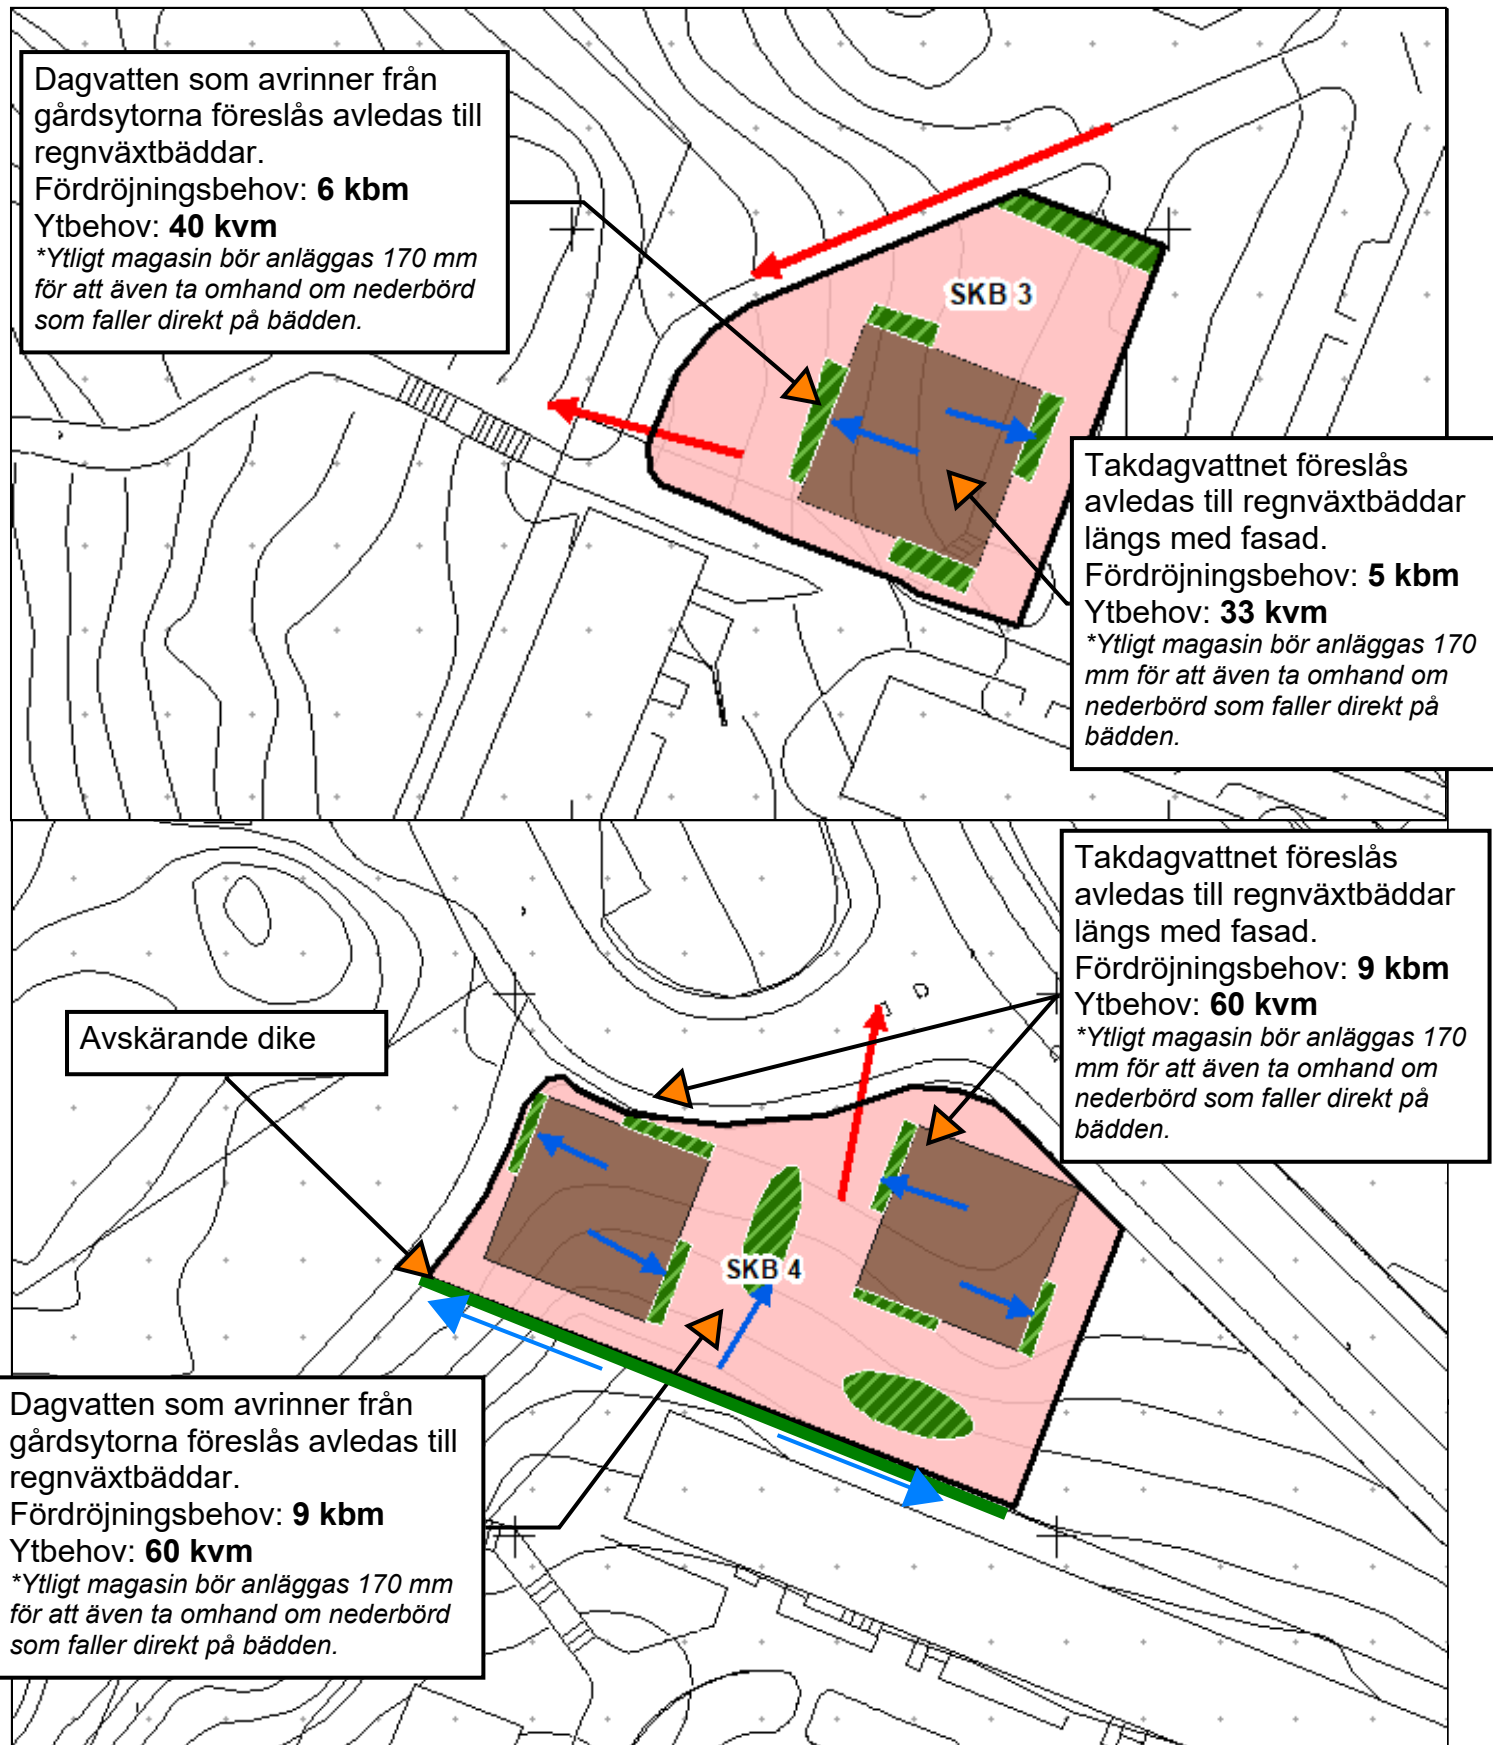 Dagvatten som avrinner från
gårdsytorna föreslås avledas till
regnväxtbäddar.
Fördröjningsbehov: 6 kbm
Ytbehov: 40 kvm
*Ytligt magasin bör anläggas 170 mm
för att även ta omhand om nederbörd
som faller direkt på bädden.
SKB 3
Takdagvattnet föreslås
avledas till regnväxtbäddar
längs med fasad.
Fördröjningsbehov: 5 kbm
Ytbehov: 33 kvm
*Ytligt magasin bör anläggas 170
mm för att även ta omhand om
nederbörd som faller direkt på
bädden.
Takdagvattnet föreslås
avledas till regnväxtbäddar
längs med fasad.
Fördröjningsbehov: 9 kbm
Ytbehov: 60 kvm
*Ytligt magasin bör anläggas 170
mm för att även ta omhand om
nederbörd som faller direkt på
bädden.
Avskärande dike
SKB 4
Dagvatten som avrinner från
gårdsytorna föreslås avledas till
regnväxtbäddar.
Fördröjningsbehov: 9 kbm
Ytbehov: 60 kvm
*Ytligt magasin bör anläggas 170 mm
för att även ta omhand om nederbörd
som faller direkt på bädden.